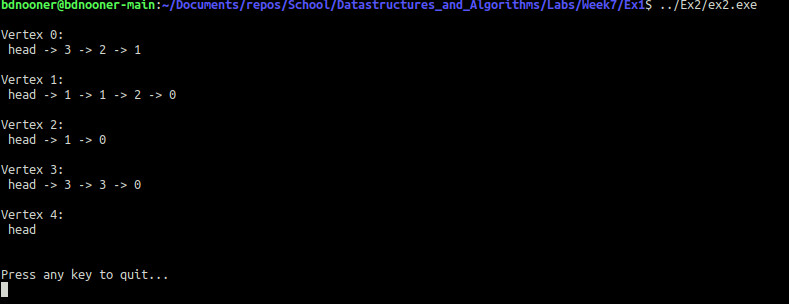 bdnooner@bdnooner-main:~/Documents/repos/School/Datastructures_and_Algorithms/Labs/Week7/Ex1$ ../Ex2/ex2.exe
Vertex 0:
head -> 3 -> 2 -> 1
Vertex 1:
head -> 1 -> 1 -> 2 -> 0
Vertex 2:
head -> 1 -> 0
Vertex 3:
head -> 3 -> 3 -> 0
Vertex 4:
head
Press any key to quit...